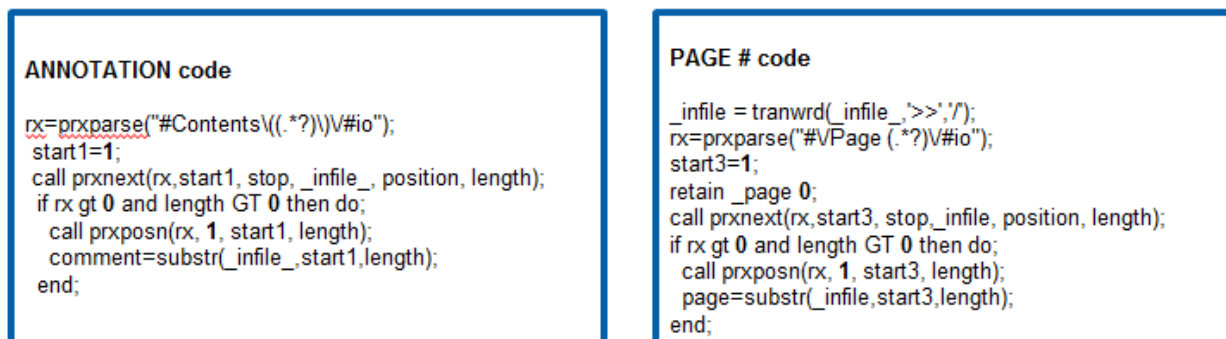 ANNOTATION code
rx=prxparse("#Contents\((.*?)\)\/#io");
start1=1;
call prxnext(rx,start1, stop, _infile_, position, length);
if rx gt 0 and length GT 0 then do;
call prxposn(rx, 1, start1, length);
comment=substr(_infile_,start1,length);
end;
PAGE # code
_infile = tranwrd(_infile_,'>>','/');
rx=prxparse("#\/Page (.*?)\/#io");
start3=1;
retain _page 0;
call prxnext(rx,start3, stop,_infile, position, length);
if rx gt 0 and length GT 0 then do;
call prxposn(rx, 1, start3, length);
page=substr(_infile,start3,length);
end;